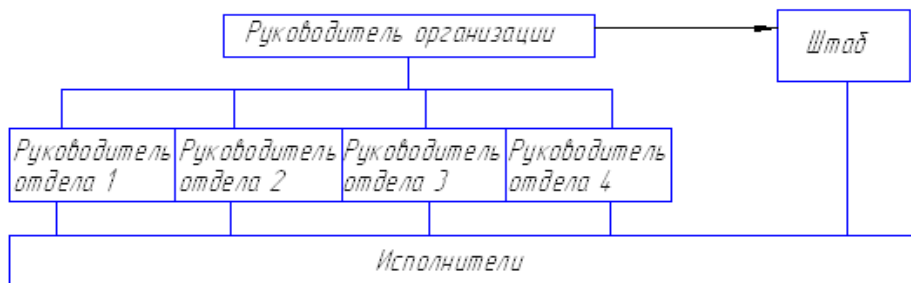 Руководитель организации
Штаб
Руководитель
отдела 1
Руководитель
отдела 2
Руководитель
отдела 3
Руководитель
отдела 4
Исполнители